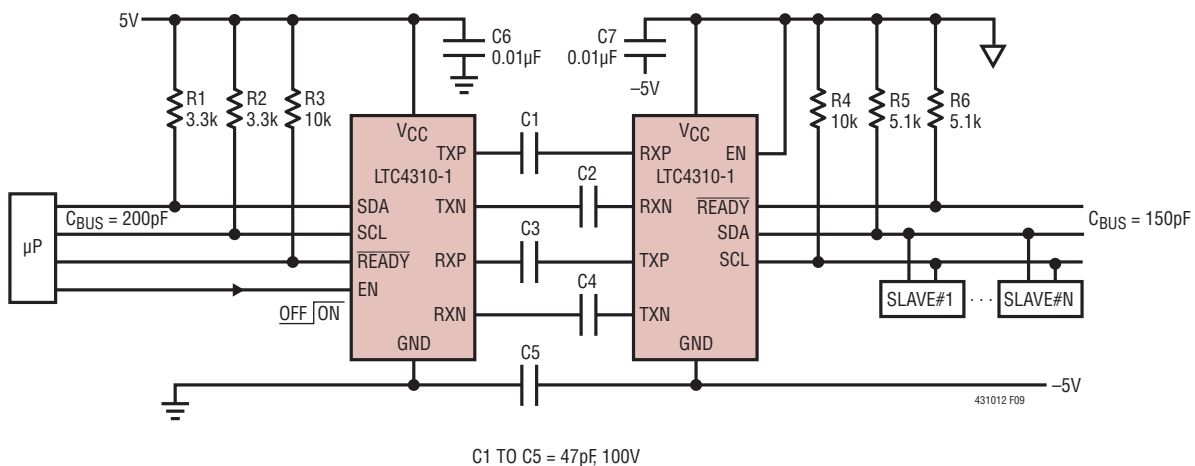 5V
C6
0.01µF
C7
0.01µF
–5V
R1
3.3k
R2
3.3k
R3
10k
R4
10k
R5
5.1k
R6
5.1k
VCC
TXP
LTC4310-1
SDA
TXN
SCL
READY
RXP
EN
RXN
GND
C1
C2
C3
C4
C5
VCC
RXP
EN
LTC4310-1
RXN
READY
SDA
TXP
SCL
TXN
GND
µP
CBUS = 200pF
OFF ON
CBUS = 150pF
SLAVE#1 · · · SLAVE#N
–5V
431012 F09
C1 TO C5 = 47pF, 100V